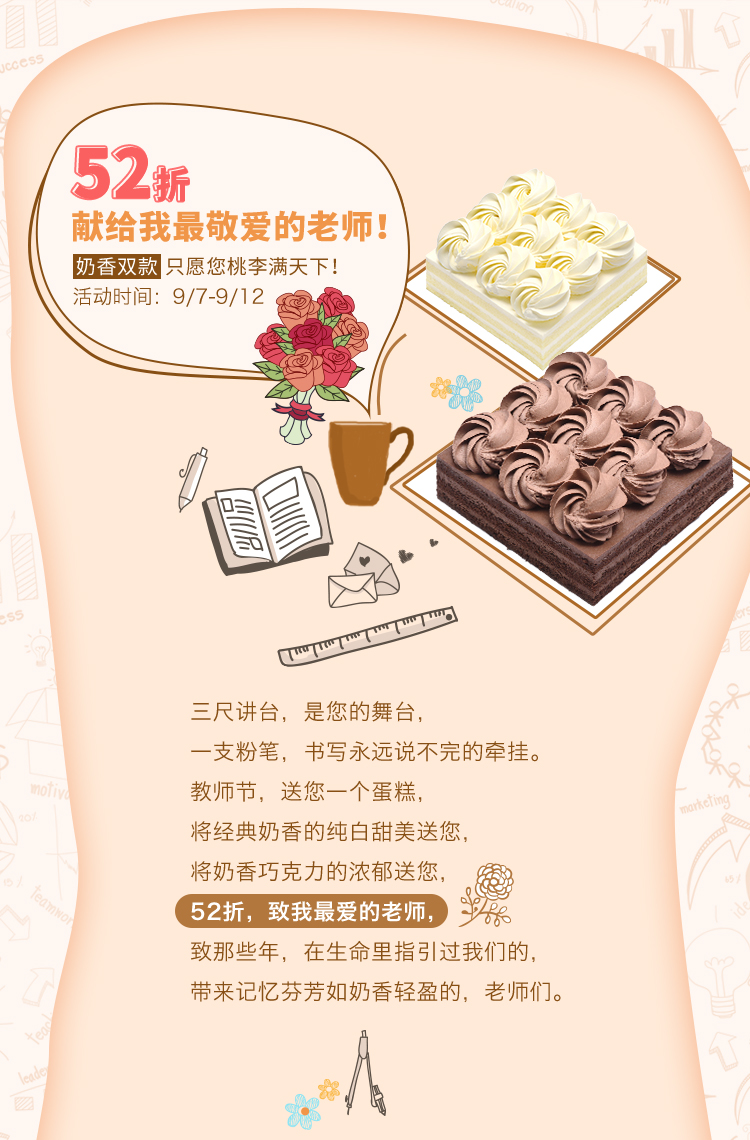 52折
献给我最敬爱的老师！
奶香双款 只愿您桃李满天下！
活动时间：9/7-9/12
三尺讲台，是您的舞台，
一支粉笔，书写永远说不完的牵挂。
教师节，送您一个蛋糕，
将经典奶香的纯白甜美送您，
将奶香巧克力的浓郁送您，
52折，致我最爱的老师，
致那些年，在生命里指引过我们的，
带来记忆芬芳如奶香轻盈的，老师们。
marketing